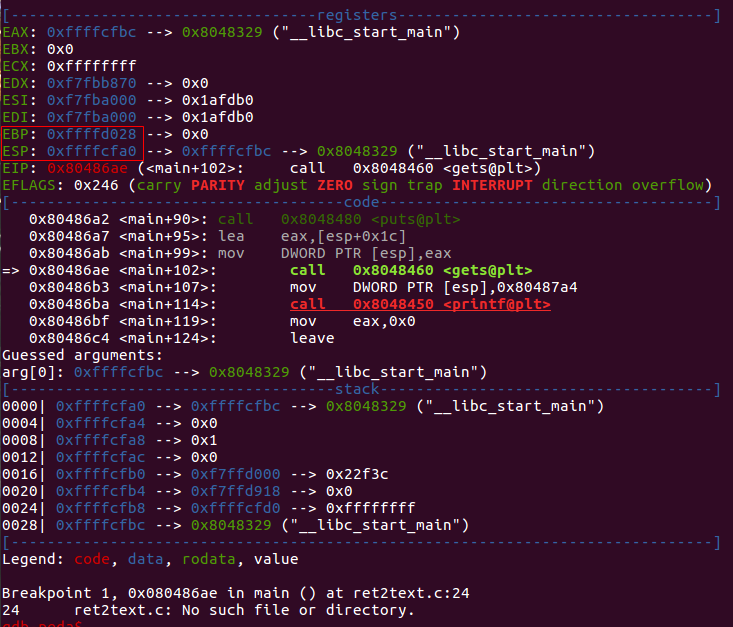 [----------------------------------registers-----------------------------------]
EAX: 0xffffcfbc --> 0x8048329 ("__libc_start_main")
EBX: 0x0
ECX: 0xffffffff
EDX: 0xf7fbb870 --> 0x0
ESI: 0xf7fba000 --> 0x1afdb0
EDI: 0xf7fba000 --> 0x1afdb0
EBP: 0xffffd028 --> 0x0
ESP: 0xffffcfa0 --> 0xffffcfbc --> 0x8048329 ("__libc_start_main")
EIP: 0x80486ae (<main+102>: call 0x8048460 <gets@plt>)
EFLAGS: 0x246 (carry PARITY adjust ZERO sign trap INTERRUPT direction overflow)
[-------------------------------------code-------------------------------------]
0x80486a2 <main+90>: call 0x8048480 <puts@plt>
0x80486a7 <main+95>: lea eax,[esp+0x1c]
0x80486ab <main+99>: mov DWORD PTR [esp],eax
=> 0x80486ae <main+102>: call 0x8048460 <gets@plt>
0x80486b3 <main+107>: mov DWORD PTR [esp],0x80487a4
0x80486ba <main+114>: call 0x8048450 <printf@plt>
0x80486bf <main+119>: mov eax,0x0
0x80486c4 <main+124>: leave
Guessed arguments:
arg[0]: 0xffffcfbc --> 0x8048329 ("__libc_start_main")
[------------------------------------stack-------------------------------------]
0000| 0xffffcfa0 --> 0xffffcfbc --> 0x8048329 ("__libc_start_main")
0004| 0xffffcfa4 --> 0x0
0008| 0xffffcfa8 --> 0x1
0012| 0xffffcfac --> 0x0
0016| 0xffffcfb0 --> 0xf7ffd000 --> 0x22f3c
0020| 0xffffcfb4 --> 0xf7ffd918 --> 0x0
0024| 0xffffcfb8 --> 0xffffcfd0 --> 0xffffffff
0028| 0xffffcfbc --> 0x8048329 ("__libc_start_main")
[------------------------------------------------------------------------------]
Legend: code, data, rodata, value
Breakpoint 1, 0x080486ae in main () at ret2text.c:24
24 ret2text.c: No such file or directory.
gdb-peda$